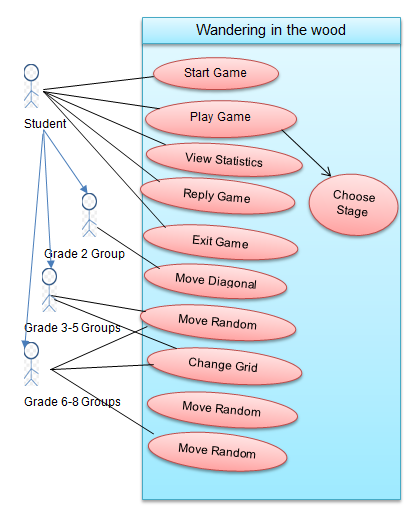 Wandering in the wood
Start Game
Play Game
Student
View Statistics
Choose
Stage
Reply Game
Exit Game
Grade 2 Group
Move Diagonal
Move Random
Grade 3-5 Groups
Change Grid
Grade 6-8 Groups
Move Random
Move Random